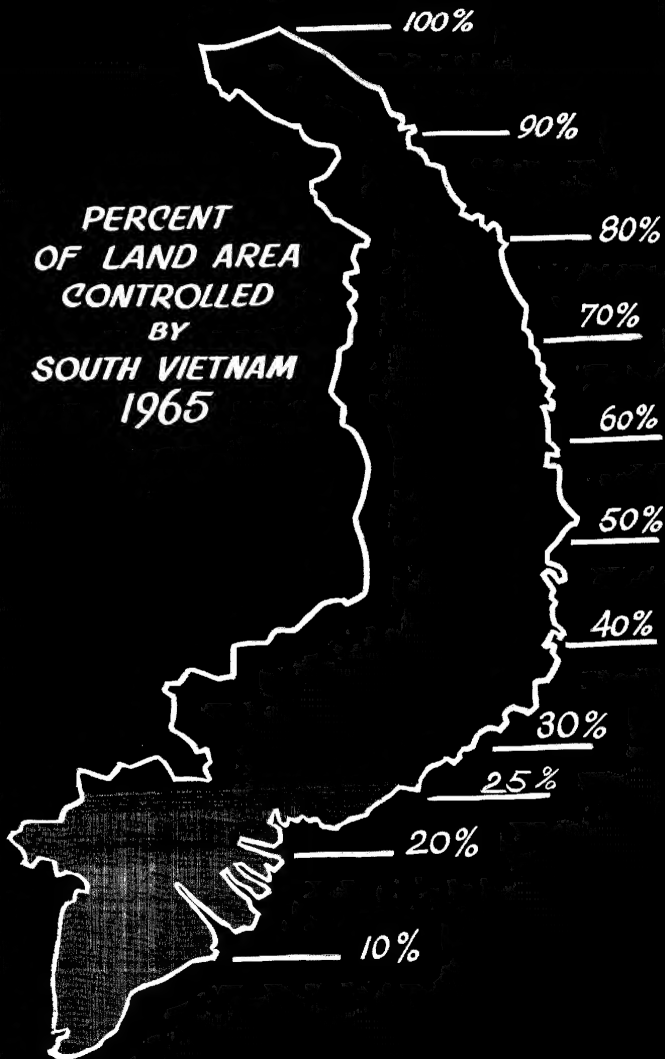 100%
90%
80%
PERCENT
OF LAND AREA
CONTROLLED
BY
SOUTH VIETNAM
1965
70%
60%
50%
40%
30%
25%
20%
10%